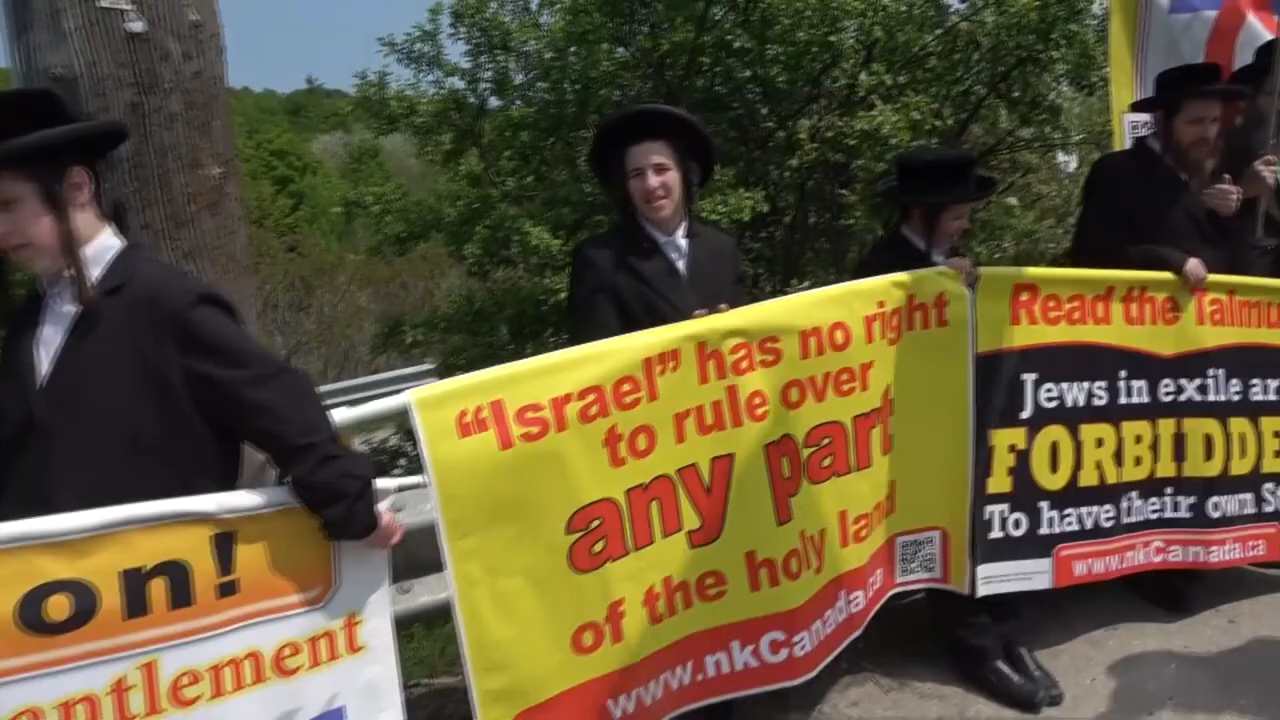 on!
antlement
"Israel" has no right
to rule over
any part
of the holy land
www.nkCanada.ca
Read the Talmu
Jews in exile ar
FORBIDDE
To have their own S
www.nkCanada.ca